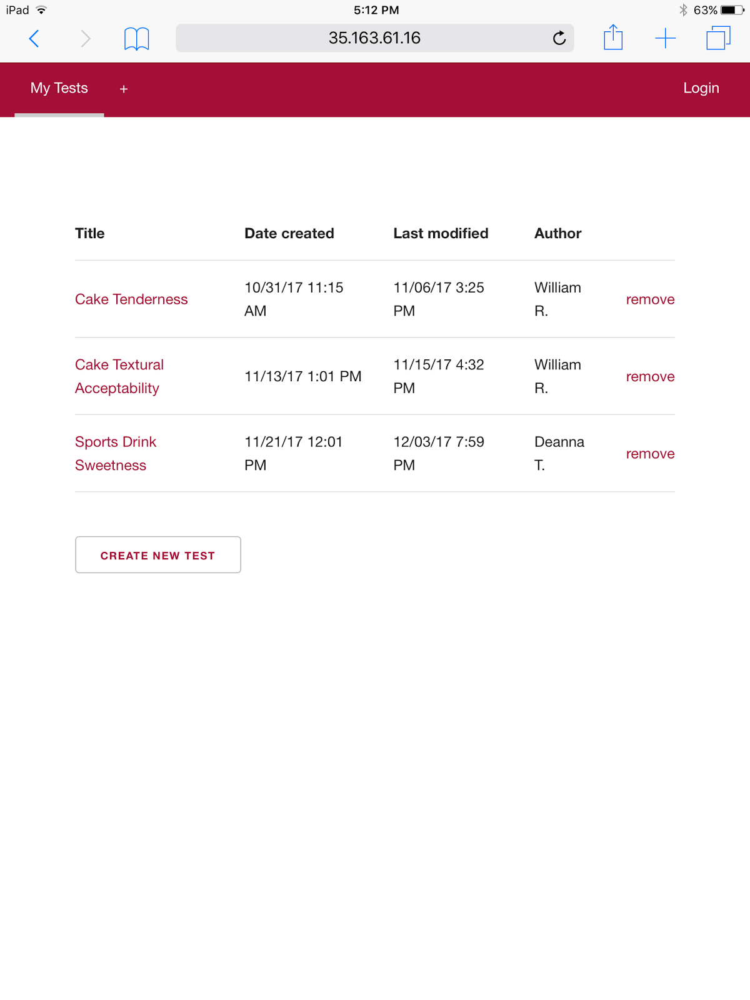 iPad 5:12 PM 63%
35.163.61.16
My Tests + Login
Title Date created Last modified Author
Cake Tenderness 10/31/17 11:15 AM 11/06/17 3:25 PM William R. remove
Cake Textural Acceptability 11/13/17 1:01 PM 11/15/17 4:32 PM William R. remove
Sports Drink Sweetness 11/21/17 12:01 PM 12/03/17 7:59 PM Deanna T. remove
CREATE NEW TEST